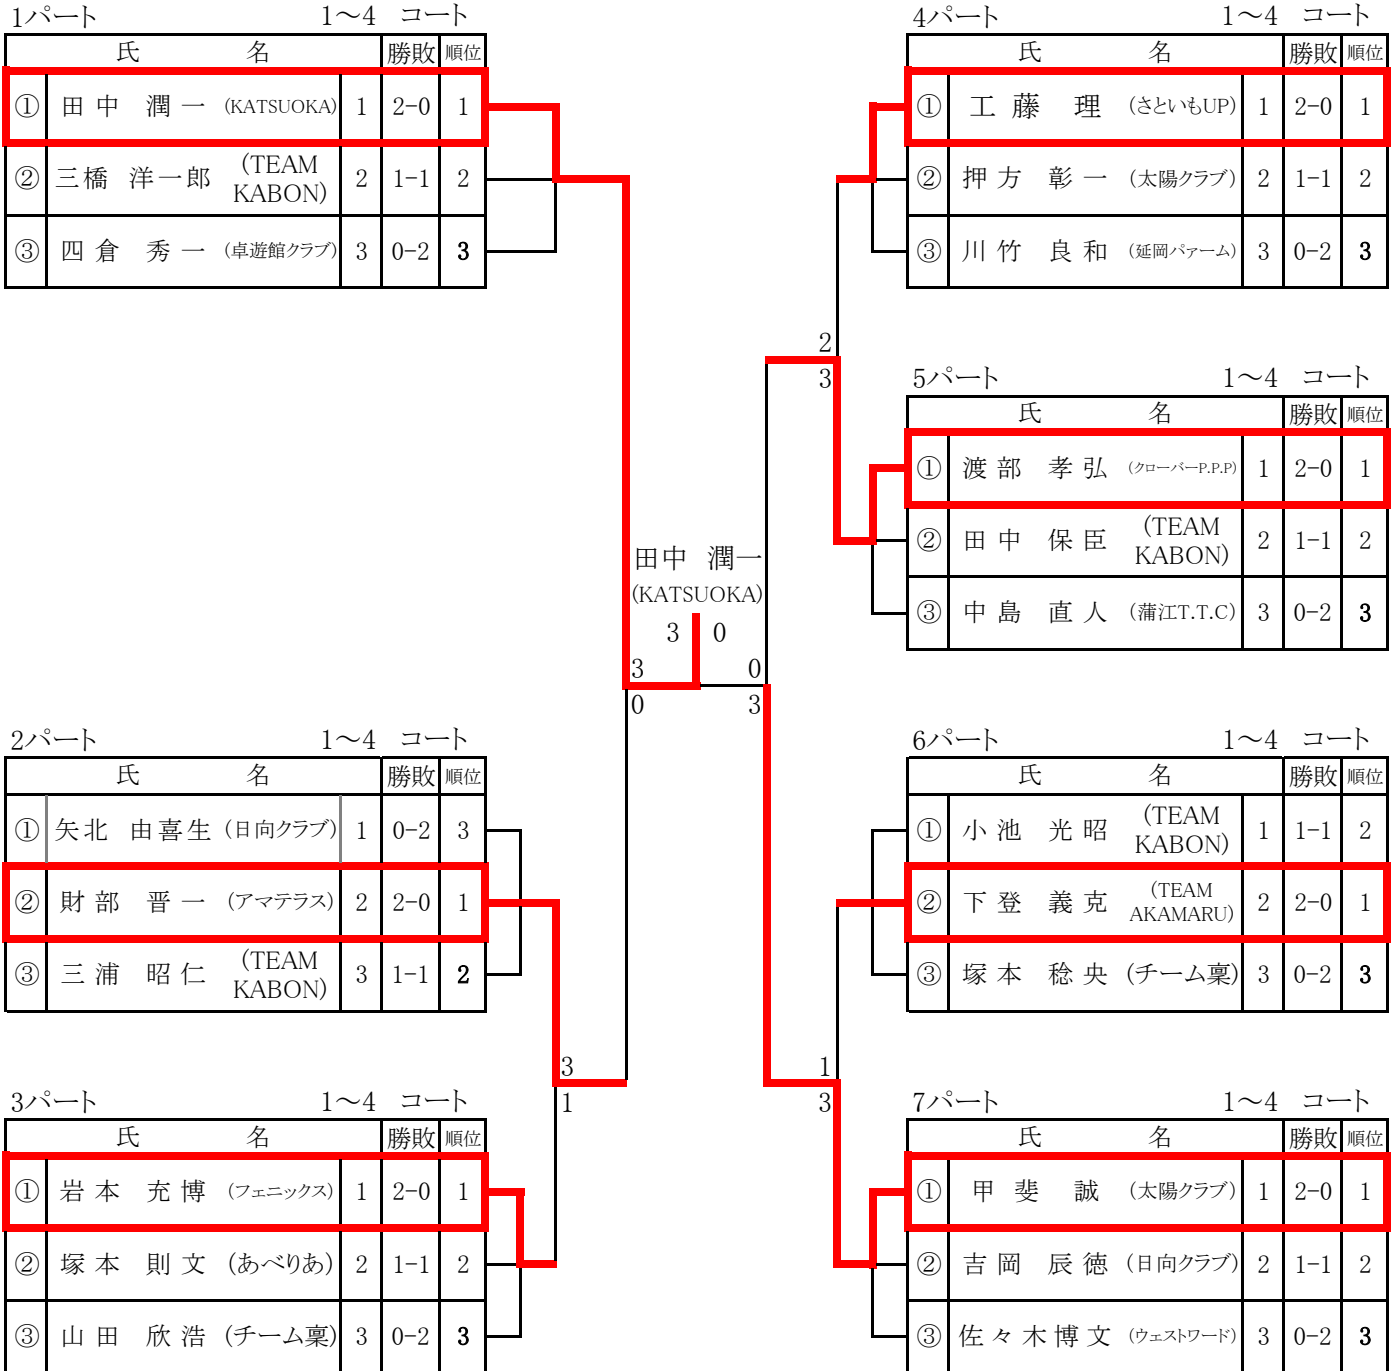 1パート 1～4 コート
氏 名 勝敗 順位
① 田中 潤一 (KATSUOKA) 1 2-0 1
② 三橋 洋一郎 (TEAM KABON) 2 1-1 2
③ 四倉 秀一 (卓遊館クラブ) 3 0-2 3
4パート 1～4 コート
氏 名 勝敗 順位
① 工藤 理 (さといもUP) 1 2-0 1
② 押方 彰一 (太陽クラブ) 2 1-1 2
③ 川竹 良和 (延岡パァーム) 3 0-2 3
2
3
5パート 1～4 コート
氏 名 勝敗 順位
① 渡部 孝弘 (クローバーP.P.P) 1 2-0 1
② 田中 保臣 (TEAM KABON) 2 1-1 2
③ 中島 直人 (蒲江T.T.C) 3 0-2 3
田中 潤一
(KATSUOKA)
3 0
3 0
0 3
2パート 1～4 コート
氏 名 勝敗 順位
① 矢北 由喜生 (日向クラブ) 1 0-2 3
② 財部 晋一 (アマテラス) 2 2-0 1
③ 三浦 昭仁 (TEAM KABON) 3 1-1 2
6パート 1～4 コート
氏 名 勝敗 順位
① 小池 光昭 (TEAM KABON) 1 1-1 2
② 下登 義克 (TEAM AKAMARU) 2 2-0 1
③ 塚本 稔央 (チーム稟) 3 0-2 3
3 1
1 3
3パート 1～4 コート
氏 名 勝敗 順位
① 岩本 充博 (フェニックス) 1 2-0 1
② 塚本 則文 (あべりあ) 2 1-1 2
③ 山田 欣浩 (チーム稟) 3 0-2 3
7パート 1～4 コート
氏 名 勝敗 順位
① 甲斐 誠 (太陽クラブ) 1 2-0 1
② 吉岡 辰徳 (日向クラブ) 2 1-1 2
③ 佐々木博文 (ウェストワード) 3 0-2 3